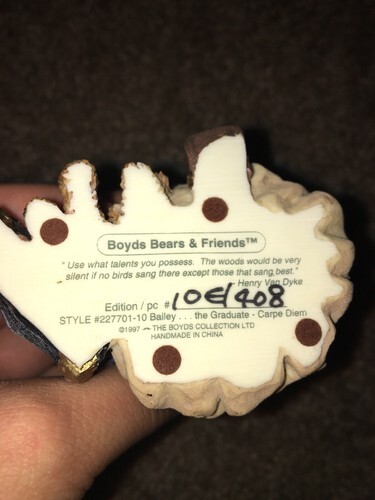 Boyds Bears & Friends™
" Use what talents you possess. The woods would be very
silent if no birds sang there except those that sang best."
- Henry Van Dyke
Edition / pc # 10E/408
STYLE #227701-10 Bailey . . . the Graduate - Carpe Diem
©1997 THE BOYDS COLLECTION LTD
HANDMADE IN CHINA